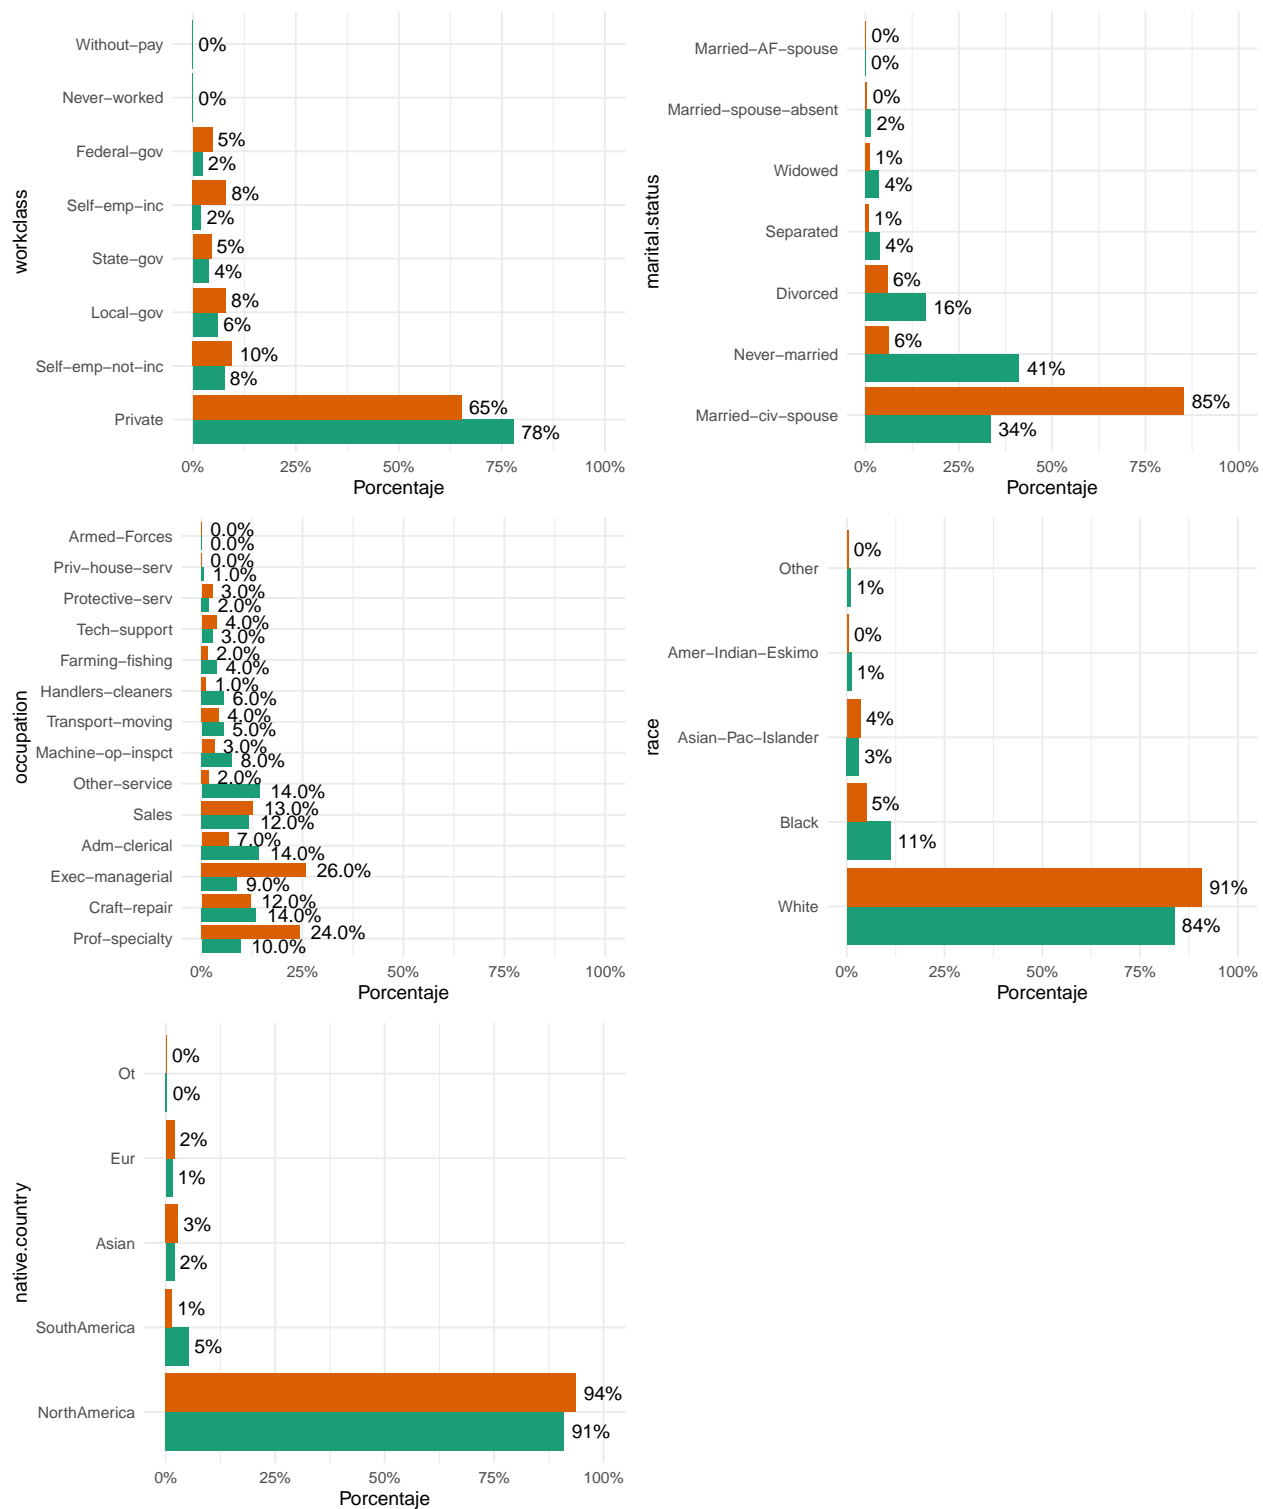 workclass
Without−pay
0%
Never−worked
0%
Federal−gov
5%
2%
Self−emp−inc
8%
2%
State−gov
5%
4%
Local−gov
8%
6%
Self−emp−not−inc
10%
8%
Private
65%
78%
0% 25% 50% 75% 100%
Porcentaje
marital.status
Married−AF−spouse
0%
0%
Married−spouse−absent
0%
2%
Widowed
1%
4%
Separated
1%
4%
Divorced
6%
16%
Never−married
6%
41%
Married−civ−spouse
85%
34%
0% 25% 50% 75% 100%
Porcentaje
occupation
Armed−Forces
0.0%
0.0%
Priv−house−serv
0.0%
1.0%
Protective−serv
3.0%
2.0%
Tech−support
4.0%
3.0%
Farming−fishing
2.0%
4.0%
Handlers−cleaners
1.0%
6.0%
Transport−moving
4.0%
5.0%
Machine−op−inspct
3.0%
8.0%
Other−service
2.0%
14.0%
Sales
13.0%
12.0%
Adm−clerical
7.0%
14.0%
Exec−managerial
26.0%
9.0%
Craft−repair
12.0%
14.0%
Prof−specialty
24.0%
10.0%
0% 25% 50% 75% 100%
Porcentaje
race
Other
0%
1%
Amer−Indian−Eskimo
0%
1%
Asian−Pac−Islander
4%
3%
Black
5%
11%
White
91%
84%
0% 25% 50% 75% 100%
Porcentaje
native.country
Ot
0%
0%
Eur
2%
1%
Asian
3%
2%
SouthAmerica
1%
5%
NorthAmerica
94%
91%
0% 25% 50% 75% 100%
Porcentaje